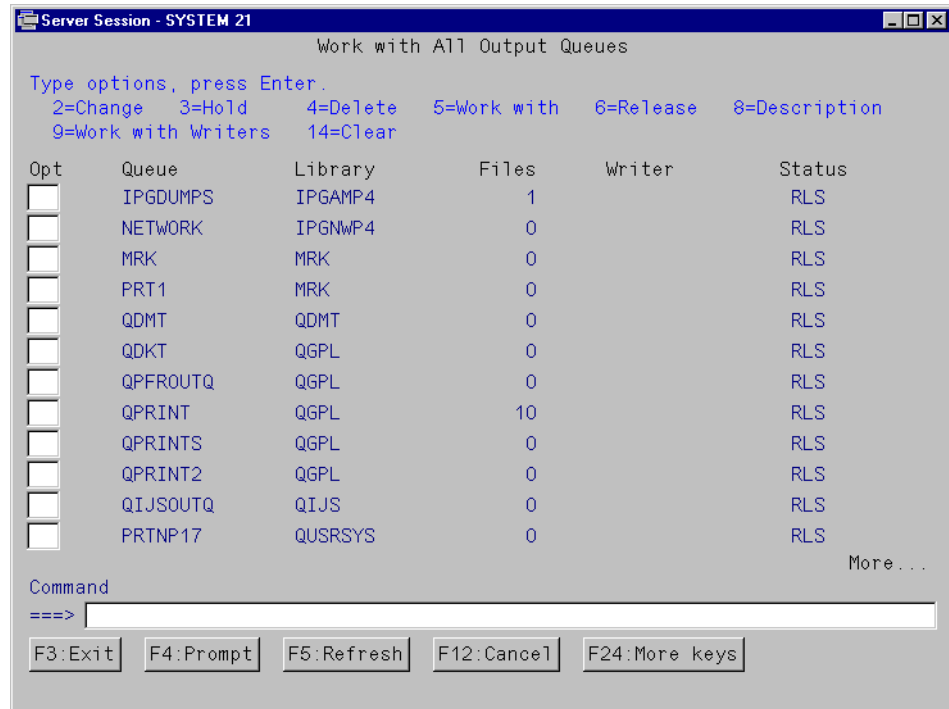 Server Session - SYSTEM 21
Work with All Output Queues
Type options, press Enter.
2=Change 3=Hold 4=Delete 5=Work with 6=Release 8=Description
9=Work with Writers 14=Clear
Opt Queue Library Files Writer Status
IPGDUMPS IPGAMP4 1 RLS
NETWORK IPGNWP4 0 RLS
MRK MRK 0 RLS
PRT1 MRK 0 RLS
QDMT QDMT 0 RLS
QDKT QGPL 0 RLS
QPFROUTQ QGPL 0 RLS
QPRINT QGPL 10 RLS
QPRINTS QGPL 0 RLS
QPRINT2 QGPL 0 RLS
QIJSOUTQ QIJS 0 RLS
PRTNP17 QUSRSYS 0 RLS
More...
Command
===>
F3:Exit F4:Prompt F5:Refresh F12:Cancel F24:More keys